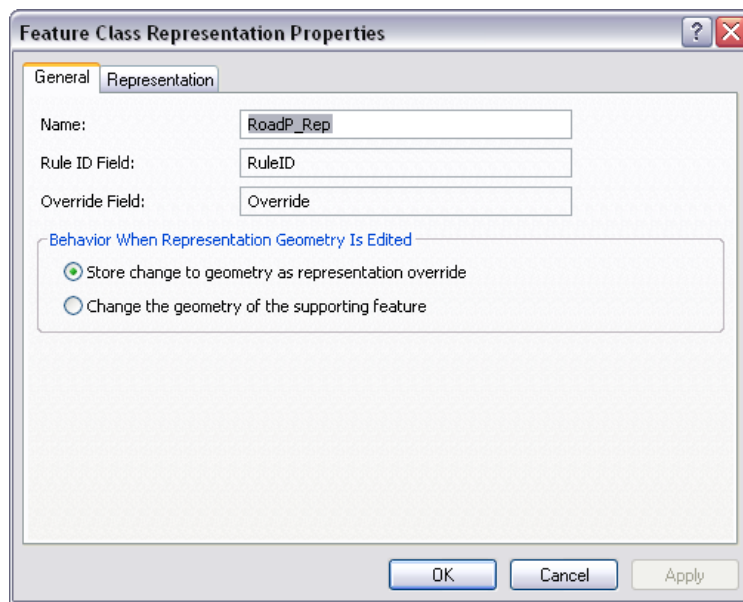 Feature Class Representation Properties
General Representation
Name: RoadP_Rep
Rule ID Field: RuleID
Override Field: Override
Behavior When Representation Geometry Is Edited
Store change to geometry as representation override
Change the geometry of the supporting feature
OK Cancel Apply